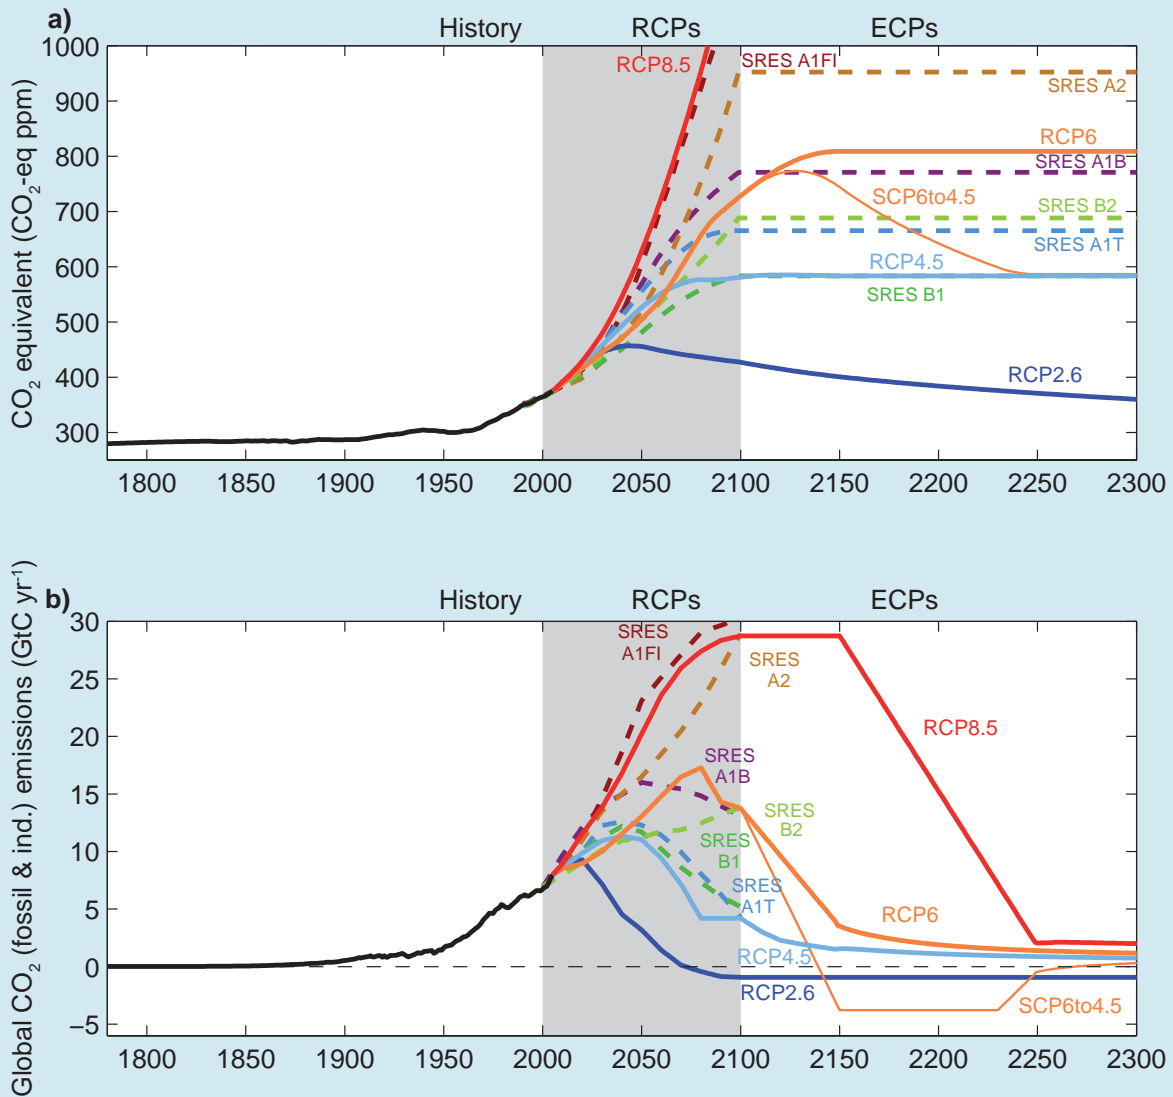 a)
History RCPs ECPs
CO₂ equivalent (CO₂-eq ppm)
1000
900
800
700
600
500
400
300
RCP8.5
SRES A1FI
SRES A2
RCP6
SRES A1B
SCP6to4.5
SRES B2
SRES A1T
RCP4.5
SRES B1
RCP2.6
1800 1850 1900 1950 2000 2050 2100 2150 2200 2250 2300
b)
History RCPs ECPs
Global CO₂ (fossil & ind.) emissions (GtC yr⁻¹)
30
25
20
15
10
5
0
−5
SRES
A1FI
SRES
A2
RCP8.5
SRES
A1B
SRES
B2
SRES
B1
SRES
A1T
RCP6
RCP4.5
RCP2.6
SCP6to4.5
1800 1850 1900 1950 2000 2050 2100 2150 2200 2250 2300